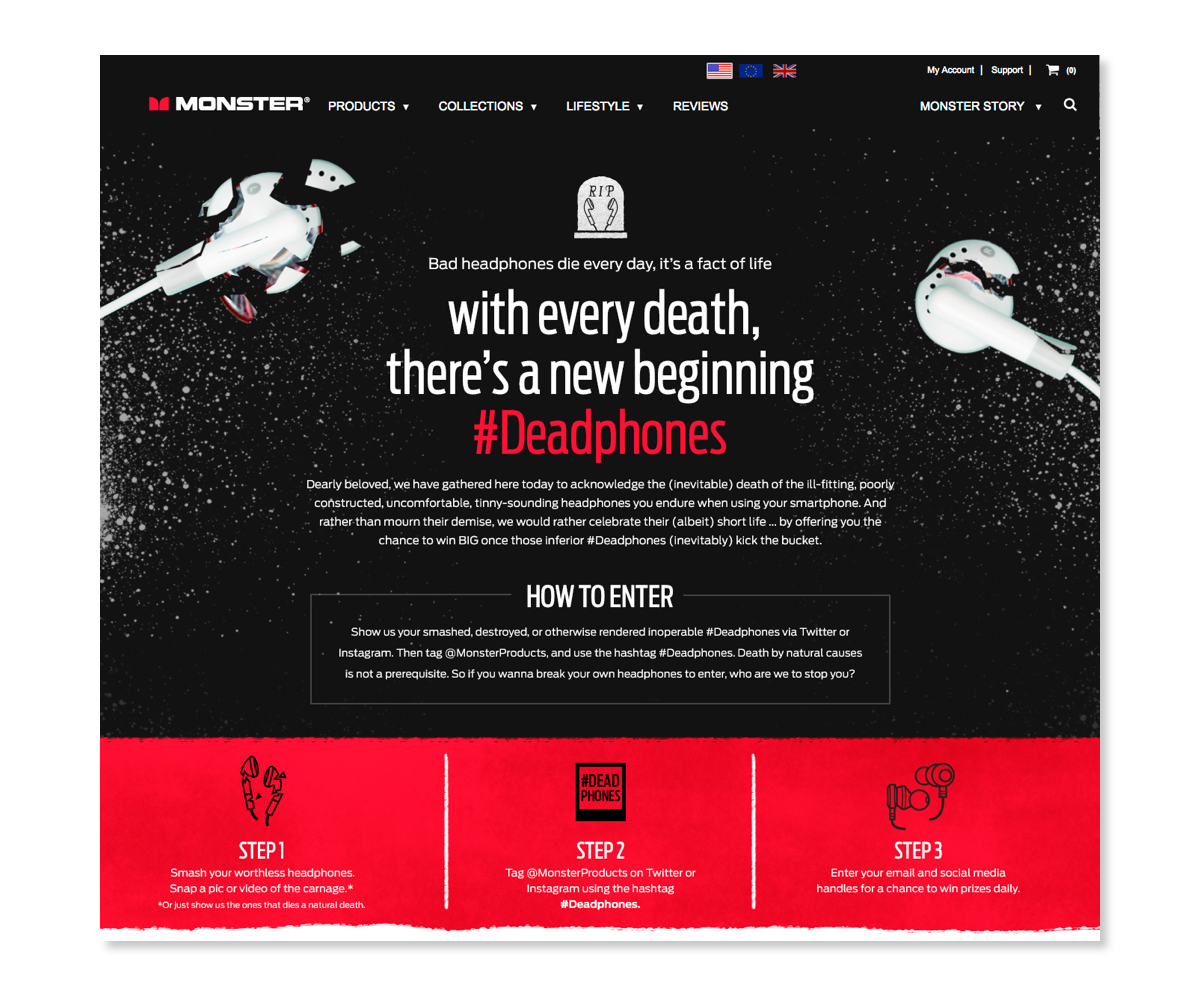 My Account | Support | (0)
MONSTER® PRODUCTS ▼ COLLECTIONS ▼ LIFESTYLE ▼ REVIEWS MONSTER STORY ▼
RIP
Bad headphones die every day, it’s a fact of life
with every death,
there’s a new beginning
#Deadphones
Dearly beloved, we have gathered here today to acknowledge the (inevitable) death of the ill-fitting, poorly
constructed, uncomfortable, tinny-sounding headphones you endure when using your smartphone. And
rather than mourn their demise, we would rather celebrate their (albeit) short life ... by offering you the
chance to win BIG once those inferior #Deadphones (inevitably) kick the bucket.
HOW TO ENTER
Show us your smashed, destroyed, or otherwise rendered inoperable #Deadphones via Twitter or
Instagram. Then tag @MonsterProducts, and use the hashtag #Deadphones. Death by natural causes
is not a prerequisite. So if you wanna break your own headphones to enter, who are we to stop you?
STEP 1
Smash your worthless headphones.
Snap a pic or video of the carnage.*
*Or just show us the ones that dies a natural death.
#DEAD
PHONES
STEP 2
Tag @MonsterProducts on Twitter or
Instagram using the hashtag
#Deadphones.
STEP 3
Enter your email and social media
handles for a chance to win prizes daily.